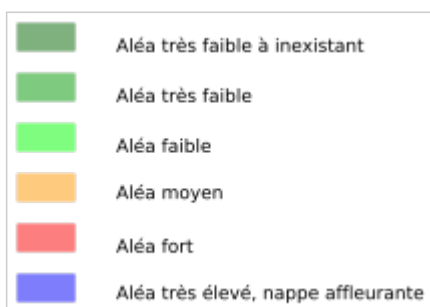 Aléa très faible à inexistant
Aléa très faible
Aléa faible
Aléa moyen
Aléa fort
Aléa très élevé, nappe affleurante